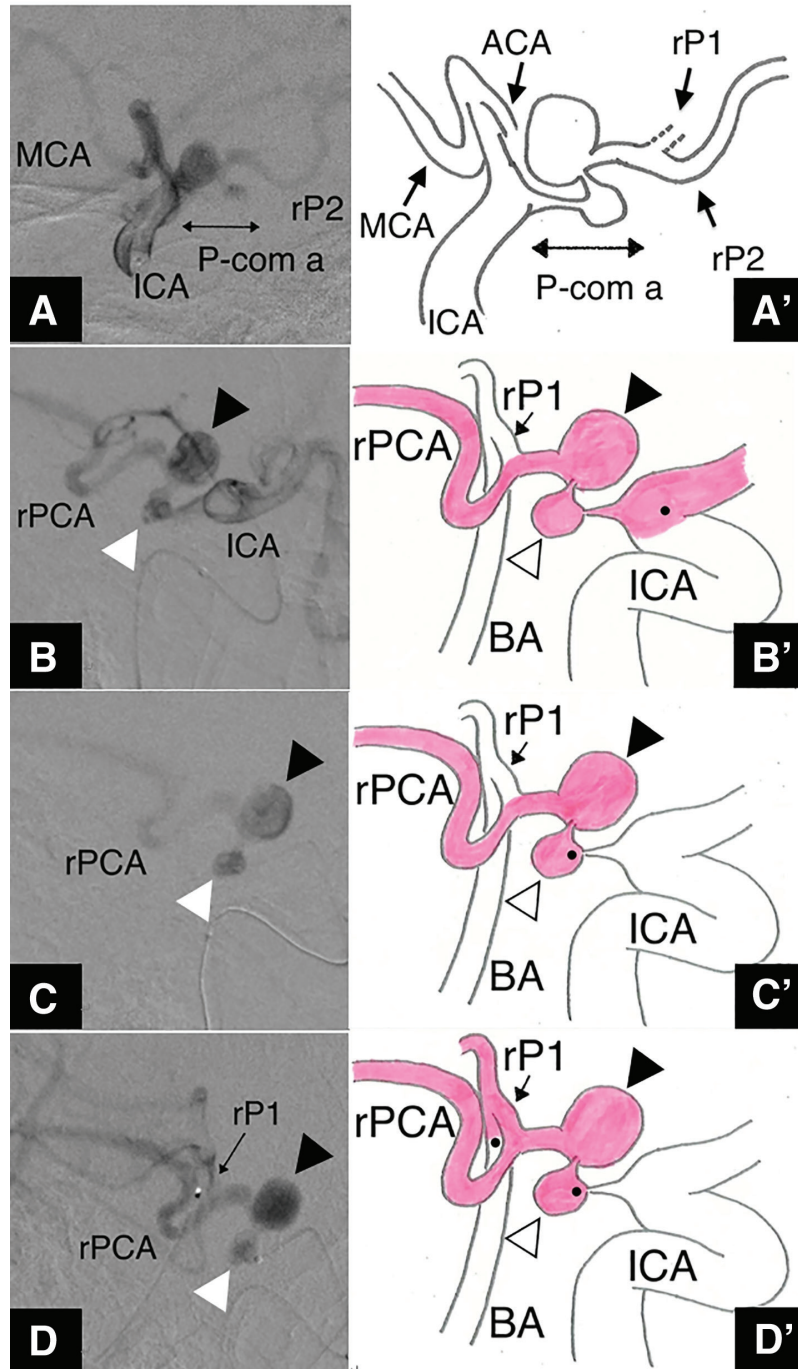 MCA
rP2
P-com a
ICA
A
ACA
rP1
MCA
rP2
P-com a
ICA
A’
rPCA
ICA
B
rP1
rPCA
ICA
BA
B’
rPCA
C
rP1
rPCA
ICA
BA
C’
rP1
rPCA
D
rP1
rPCA
ICA
BA
D’